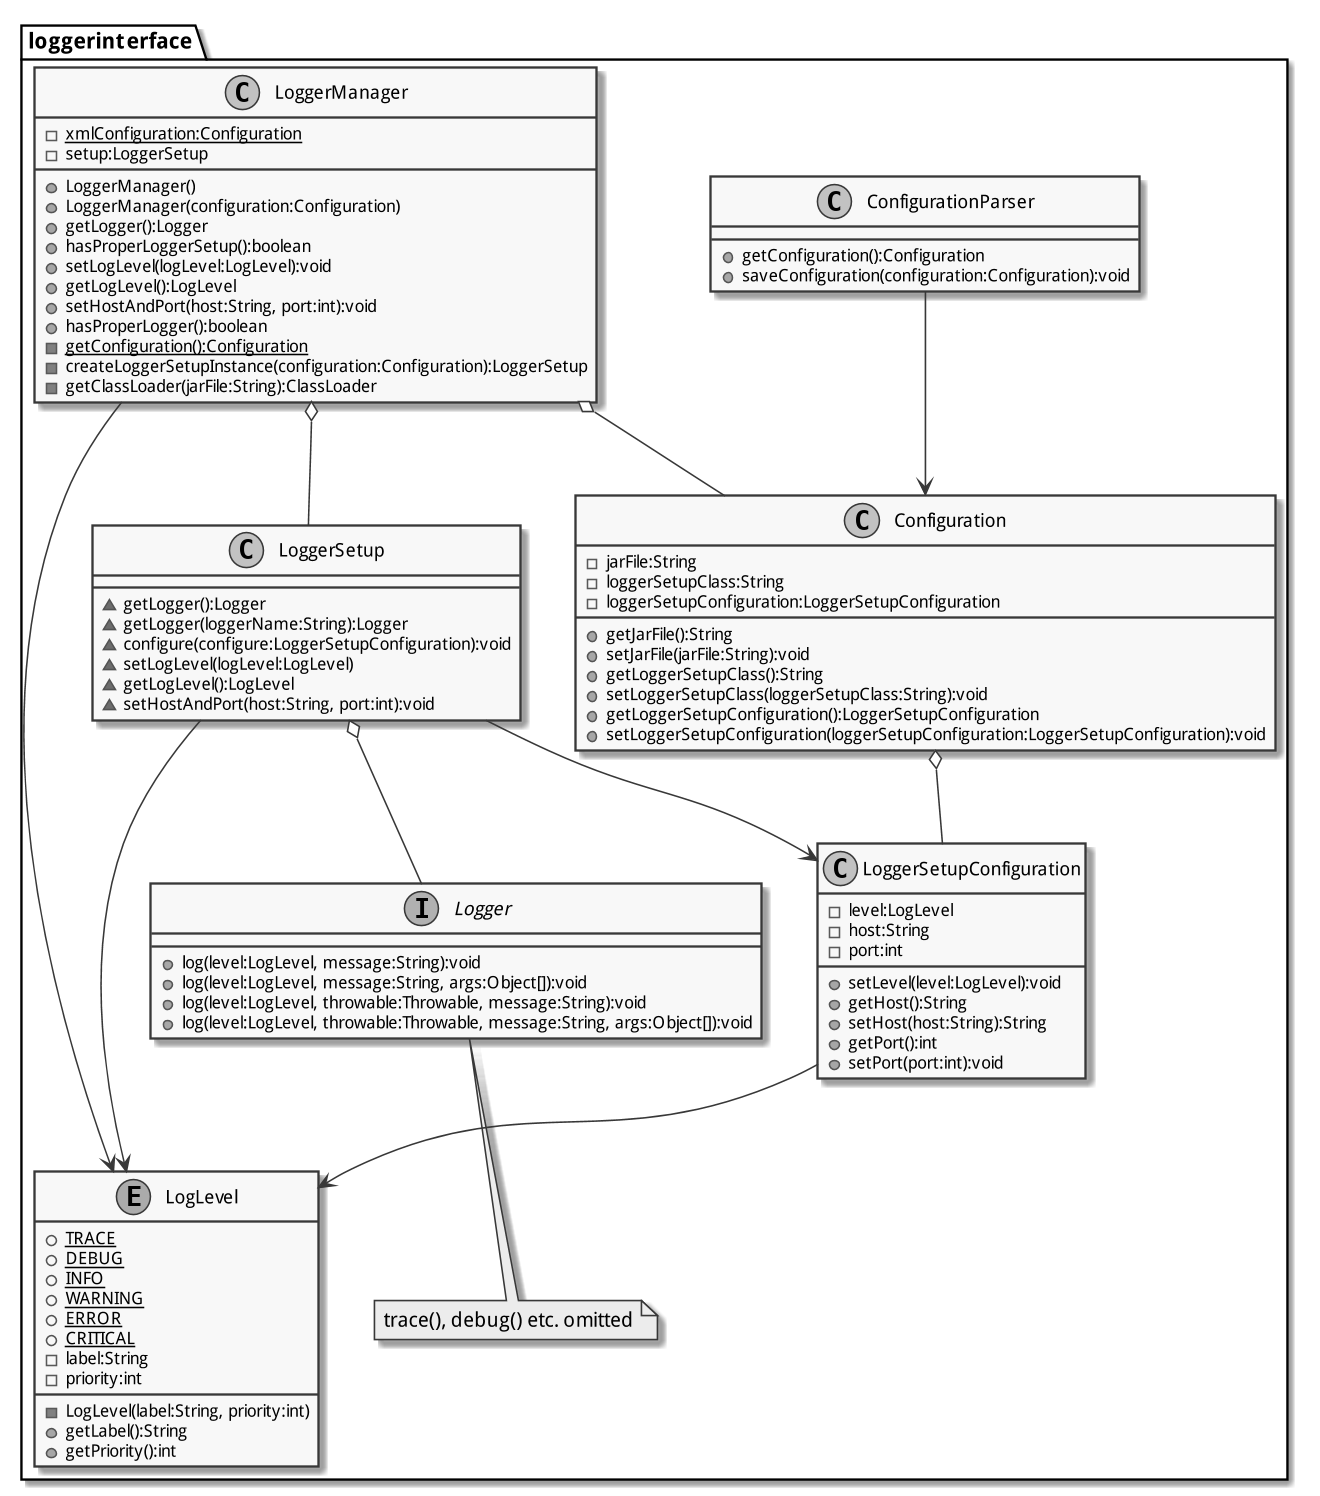 loggerinterface
C LoggerManager
xmlConfiguration:Configuration
setup:LoggerSetup
LoggerManager()
LoggerManager(configuration:Configuration)
getLogger():Logger
hasProperLoggerSetup():boolean
setLogLevel(logLevel:LogLevel):void
getLogLevel():LogLevel
setHostAndPort(host:String, port:int):void
hasProperLogger():boolean
getConfiguration():Configuration
createLoggerSetupInstance(configuration:Configuration):LoggerSetup
getClassLoader(jarFile:String):ClassLoader
C ConfigurationParser
getConfiguration():Configuration
saveConfiguration(configuration:Configuration):void
C LoggerSetup
getLogger():Logger
getLogger(loggerName:String):Logger
configure(configure:LoggerSetupConfiguration):void
setLogLevel(logLevel:LogLevel)
getLogLevel():LogLevel
setHostAndPort(host:String, port:int):void
C Configuration
jarFile:String
loggerSetupClass:String
loggerSetupConfiguration:LoggerSetupConfiguration
getJarFile():String
setJarFile(jarFile:String):void
getLoggerSetupClass():String
setLoggerSetupClass(loggerSetupClass:String):void
getLoggerSetupConfiguration():LoggerSetupConfiguration
setLoggerSetupConfiguration(loggerSetupConfiguration:LoggerSetupConfiguration):void
I Logger
log(level:LogLevel, message:String):void
log(level:LogLevel, message:String, args:Object[]):void
log(level:LogLevel, throwable:Throwable, message:String):void
log(level:LogLevel, throwable:Throwable, message:String, args:Object[]):void
C LoggerSetupConfiguration
level:LogLevel
host:String
port:int
setLevel(level:LogLevel):void
getHost():String
setHost(host:String):String
getPort():int
setPort(port:int):void
E LogLevel
TRACE
DEBUG
INFO
WARNING
ERROR
CRITICAL
label:String
priority:int
LogLevel(label:String, priority:int)
getLabel():String
getPriority():int
trace(), debug() etc. omitted